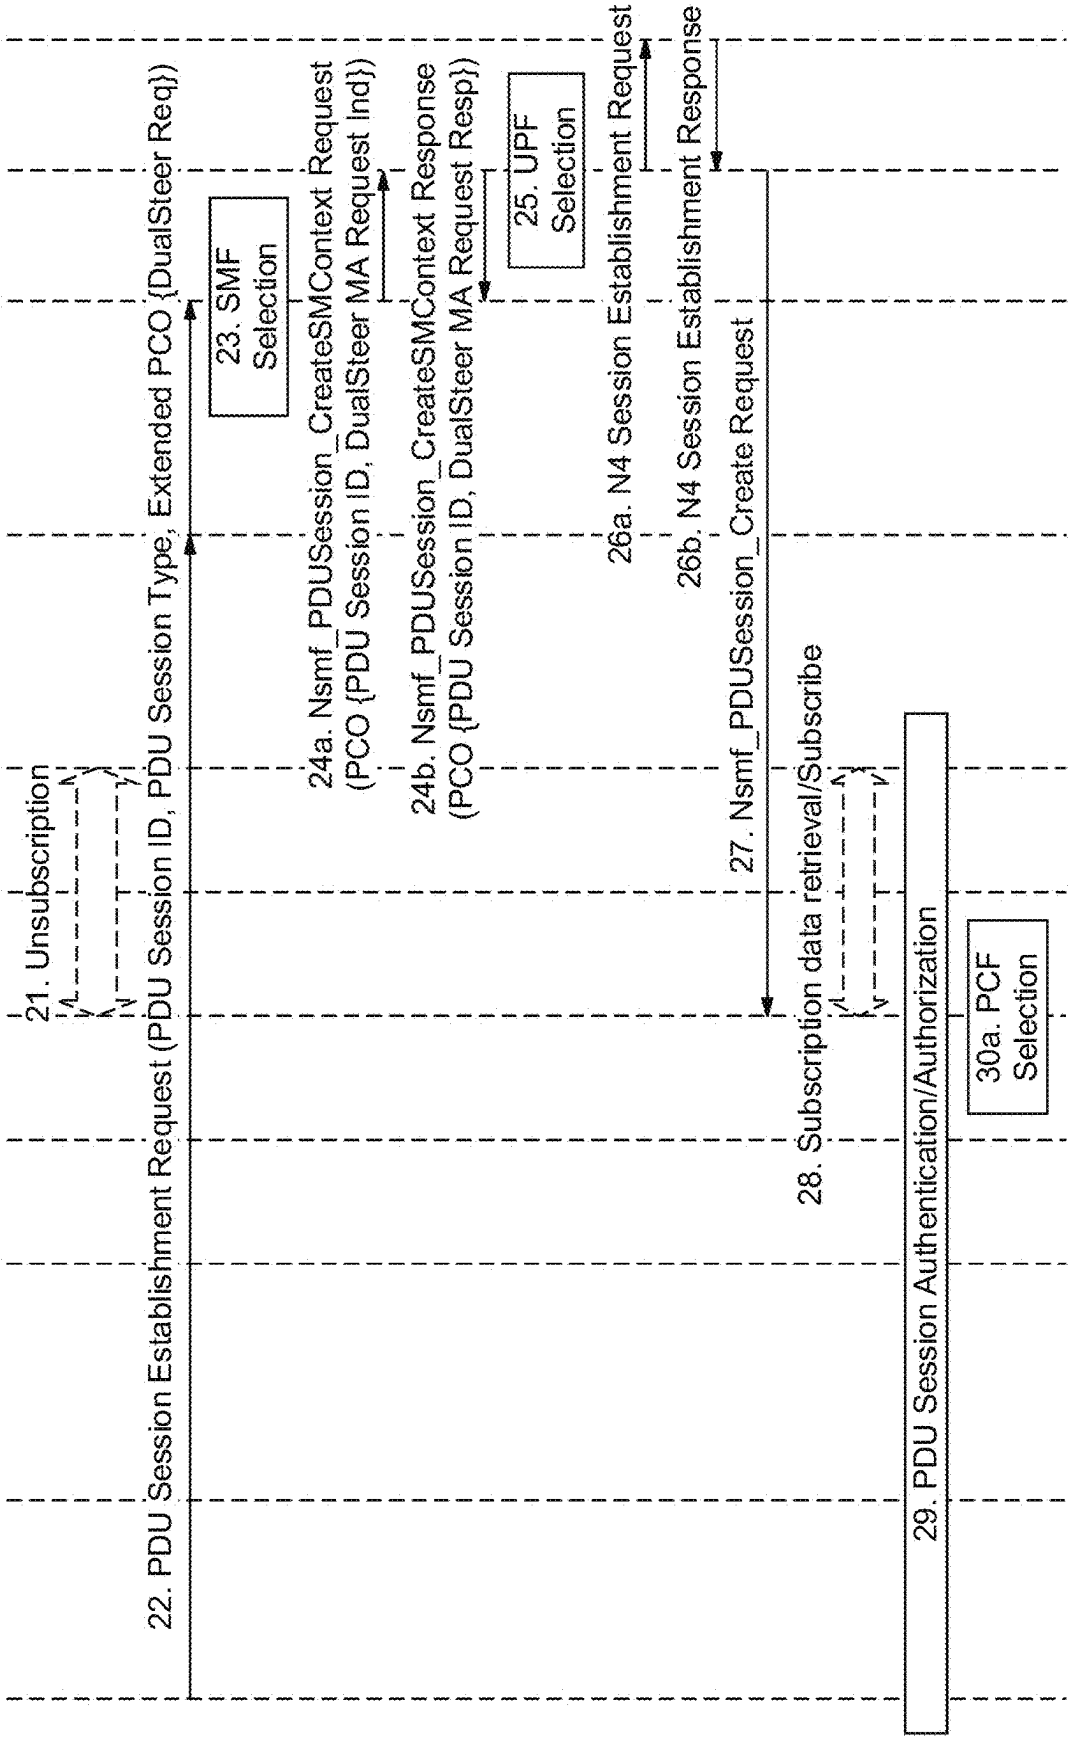 21. Unsubscription
22. PDU Session Establishment Request (PDU Session ID, PDU Session Type, Extended PCO {DualSteer Req})
23. SMF
Selection
24a. Nsmf_PDUSession_CreateSMContext Request
(PCO {PDU Session ID, DualSteer MA Request Ind})
24b. Nsmf_PDUSession_CreateSMContext Response
(PCO {PDU Session ID, DualSteer MA Request Resp})
25. UPF
Selection
26a. N4 Session Establishment Request
26b. N4 Session Establishment Response
27. Nsmf_PDUSession_Create Request
28. Subscription data retrieval/Subscribe
29. PDU Session Authentication/Authorization
30a. PCF
Selection